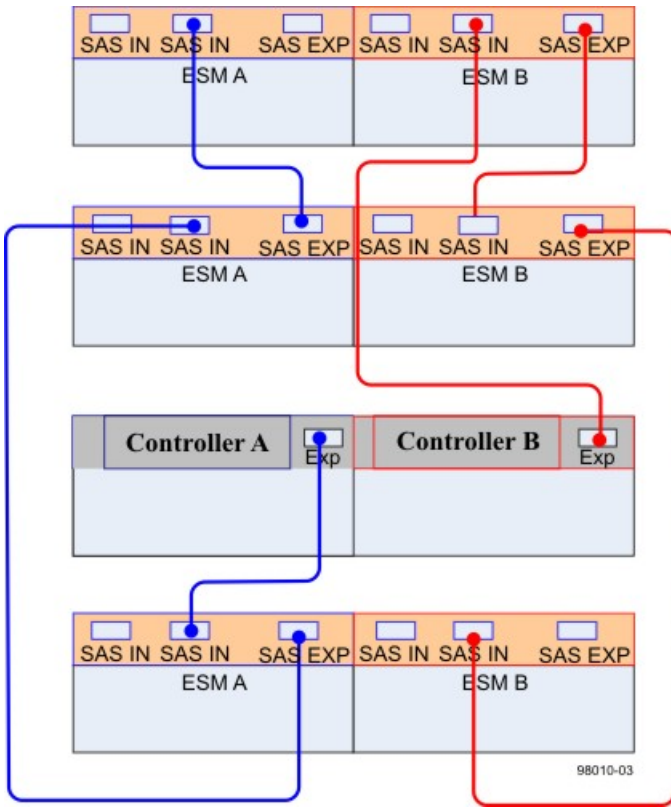 SAS IN SAS IN SAS EXP SAS IN SAS IN SAS EXP
ESM A ESM B
SAS IN SAS IN SAS EXP SAS IN SAS IN SAS EXP
ESM A ESM B
Controller A Exp Controller B Exp
SAS IN SAS IN SAS EXP SAS IN SAS IN SAS EXP
ESM A ESM B
98010-03